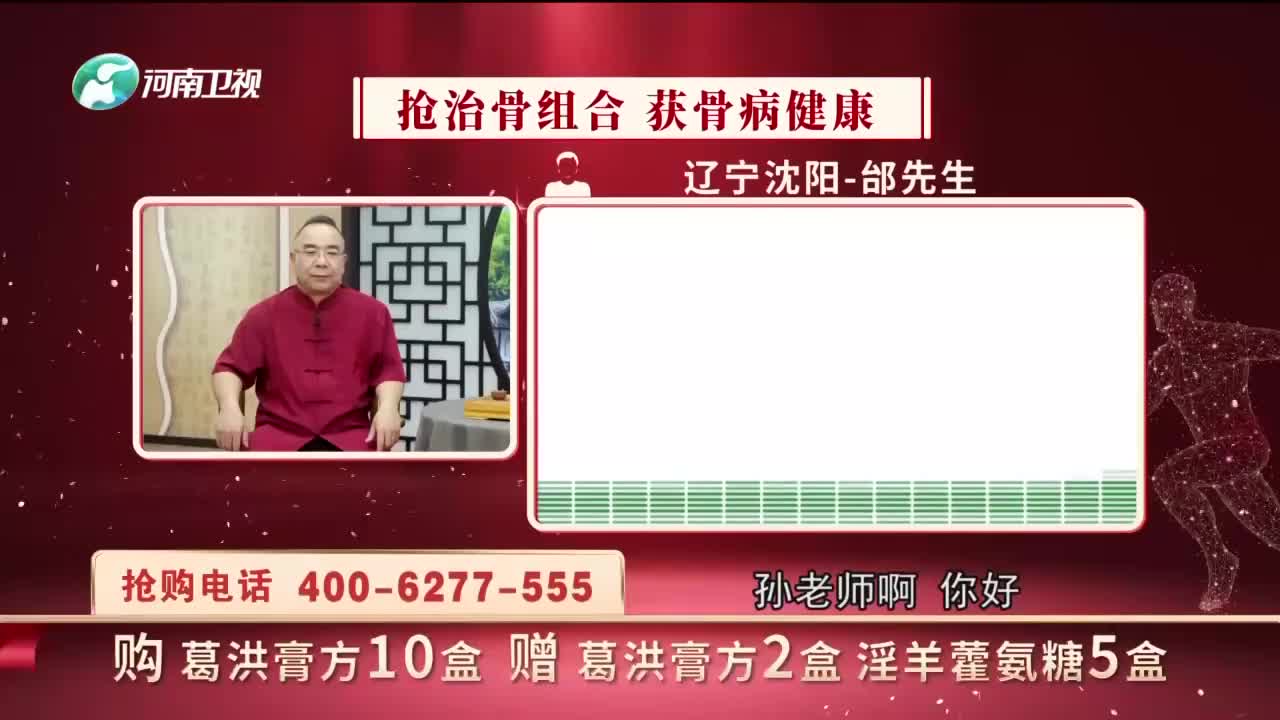 河南卫视
抢治骨组合 获骨病健康
辽宁沈阳-邰先生
抢购电话 400-6277-555
孙老师啊 你好
购 葛洪膏方10盒 赠 葛洪膏方2盒 淫羊藿氨糖5盒